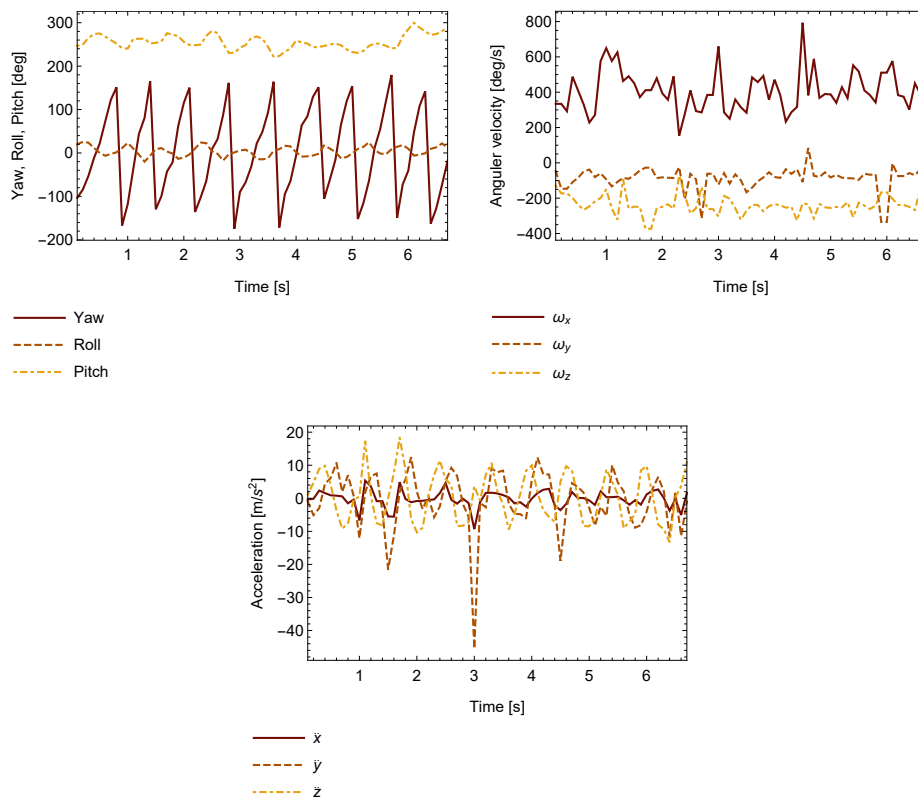 Yaw, Roll, Pitch [deg]
300
200
100
0
−100
−200
1 2 3 4 5 6
Time [s]
Yaw
Roll
Pitch
Anguler velocity [deg/s]
800
600
400
200
0
−200
−400
1 2 3 4 5 6
Time [s]
ωx
ωy
ωz
Acceleration [m/s²]
20
10
0
−10
−20
−30
−40
1 2 3 4 5 6
Time [s]
ẍ
ÿ
z̈